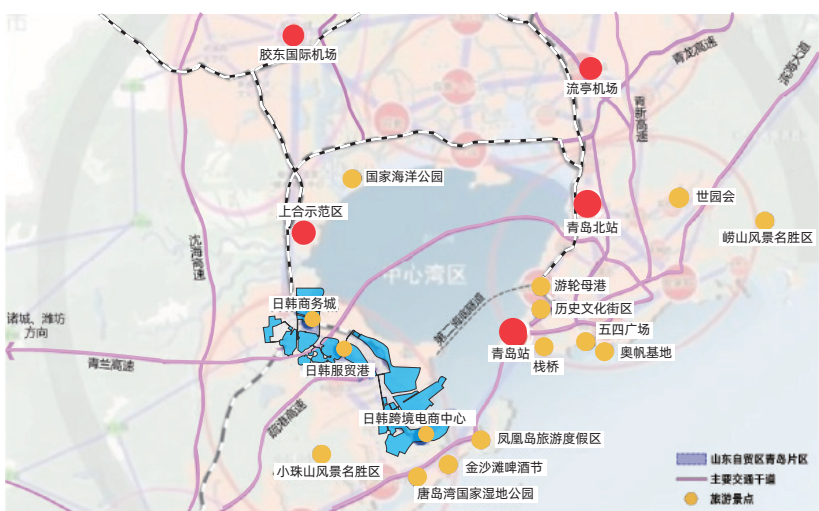 市
胶东国际机场
流亭机场
青龙高速
滨海大道
青新高速
国家海洋公园
上合示范区
青岛北站
世园会
崂山风景名胜区
沈海高速
中心湾区
日韩商务城
游轮母港
历史文化街区
第二海底隧道
诸城、潍坊
方向
五四广场
青岛站
奥帆基地
栈桥
青兰高速
日韩服贸港
疏港高速
日韩跨境电商中心
凤凰岛旅游度假区
小珠山风景名胜区
金沙滩啤酒节
唐岛湾国家湿地公园
山东自贸区青岛片区
主要交通干道
旅游景点